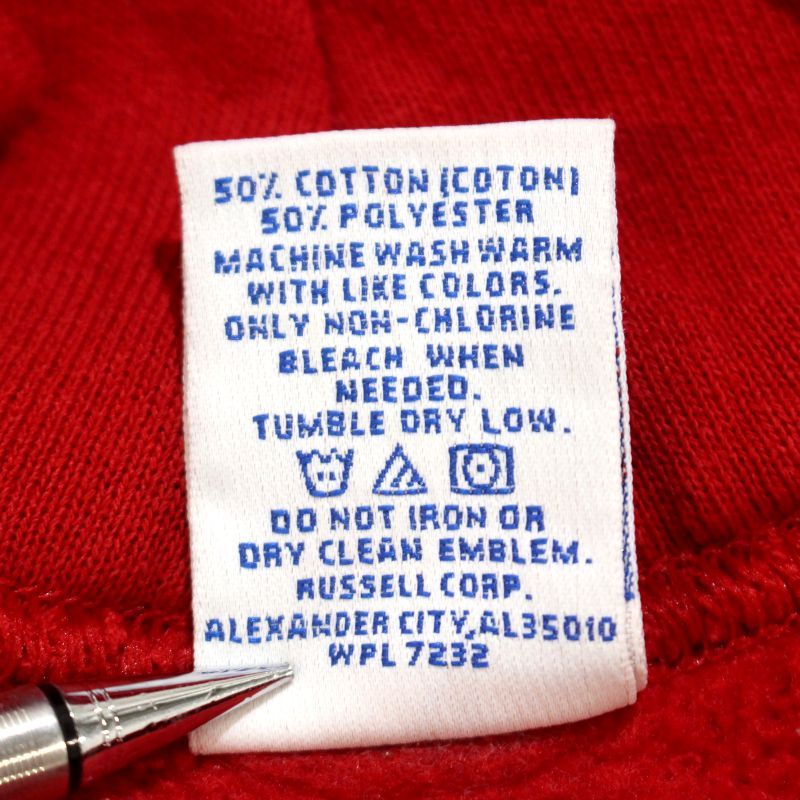 50% COTTON (COTON)
50% POLYESTER
MACHINE WASH WARM
WITH LIKE COLORS.
ONLY NON-CHLORINE
BLEACH WHEN
NEEDED.
TUMBLE DRY LOW.
DO NOT IRON OR
DRY CLEAN EMBLEM.
RUSSELL CORP.
ALEXANDER CITY,AL35010
WPL 7232